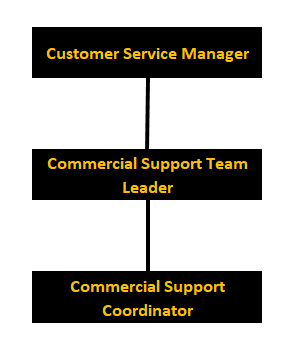 Customer Service Manager
Commercial Support Team
Leader
Commercial Support
Coordinator